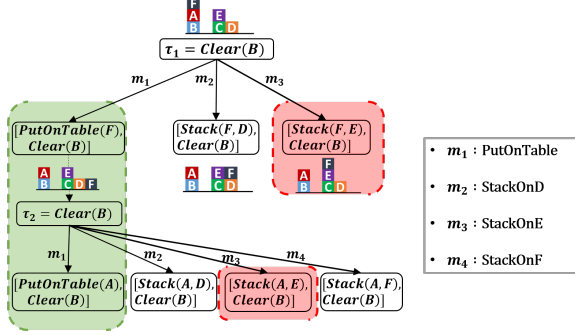 F
A E
B C D
τ₁ = Clear(B)
m₁ m₂ m₃
[PutOnTable(F),
Clear(B)]
[Stack(F, D),
Clear(B)]
[Stack(F, E),
Clear(B)]
A E
B C D F
A E F
B C D
F
A E
B C D
τ₂ = Clear(B)
m₁ m₂ m₃ m₄
[PutOnTable(A),
Clear(B)]
[Stack(A, D),
Clear(B)]
[Stack(A, E),
Clear(B)]
[Stack(A, F),
Clear(B)]
• m₁ : PutOnTable
• m₂ : StackOnD
• m₃ : StackOnE
• m₄ : StackOnF